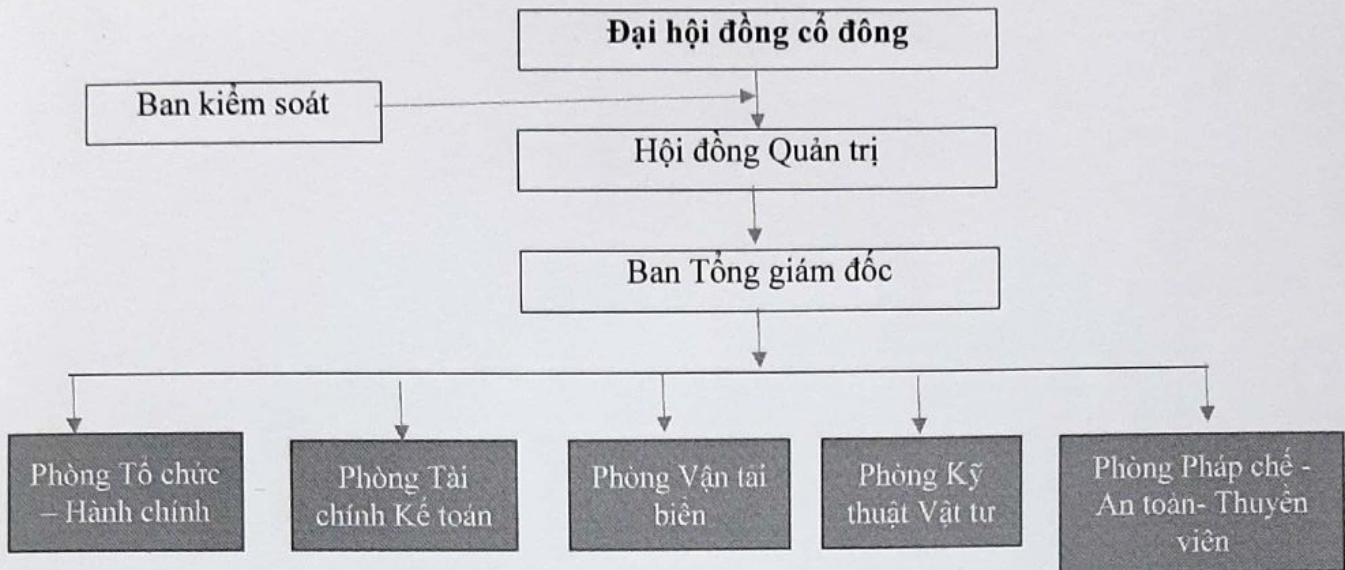 Đại hội đồng cổ đông
Ban kiểm soát
Hội đồng Quản trị
Ban Tổng giám đốc
Phòng Tổ chức
– Hành chính
Phòng Tài
chính Kế toán
Phòng Vận tải
biển
Phòng Kỹ
thuật Vật tư
Phòng Pháp chế -
An toàn- Thuyền
viên